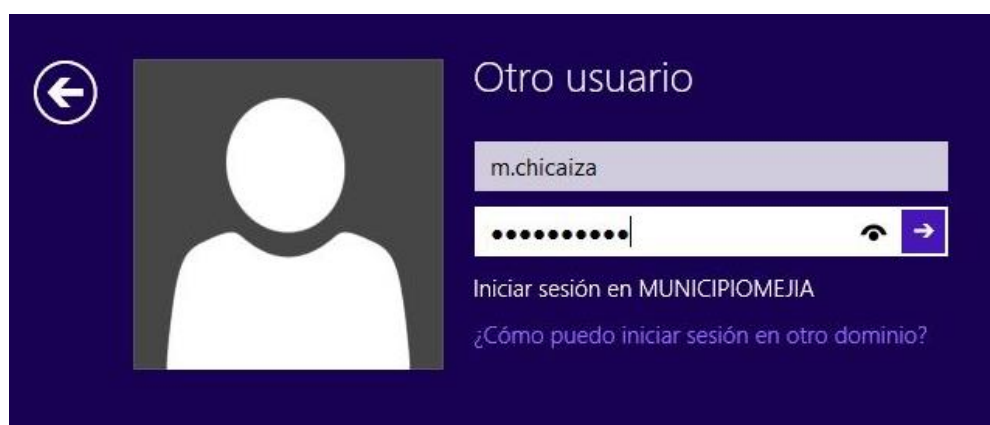 Otro usuario
m.chicaiza
••••••••••
Iniciar sesión en MUNICIPIOMEJIA
¿Cómo puedo iniciar sesión en otro dominio?